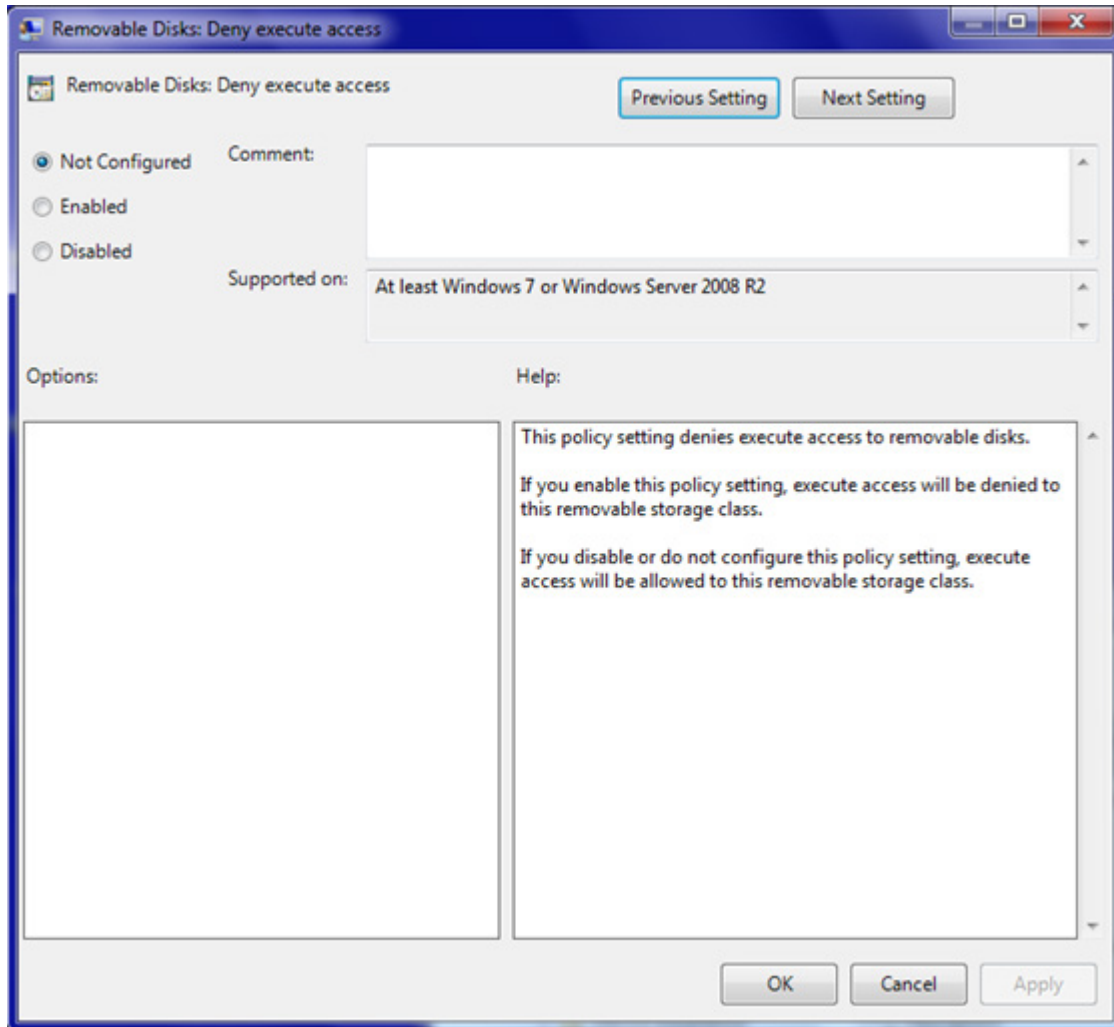 Removable Disks: Deny execute access
Removable Disks: Deny execute access
Previous Setting
Next Setting
Not Configured
Comment:
Enabled
Disabled
Supported on:
At least Windows 7 or Windows Server 2008 R2
Options:
Help:
This policy setting denies execute access to removable disks.
If you enable this policy setting, execute access will be denied to
this removable storage class.
If you disable or do not configure this policy setting, execute
access will be allowed to this removable storage class.
OK
Cancel
Apply